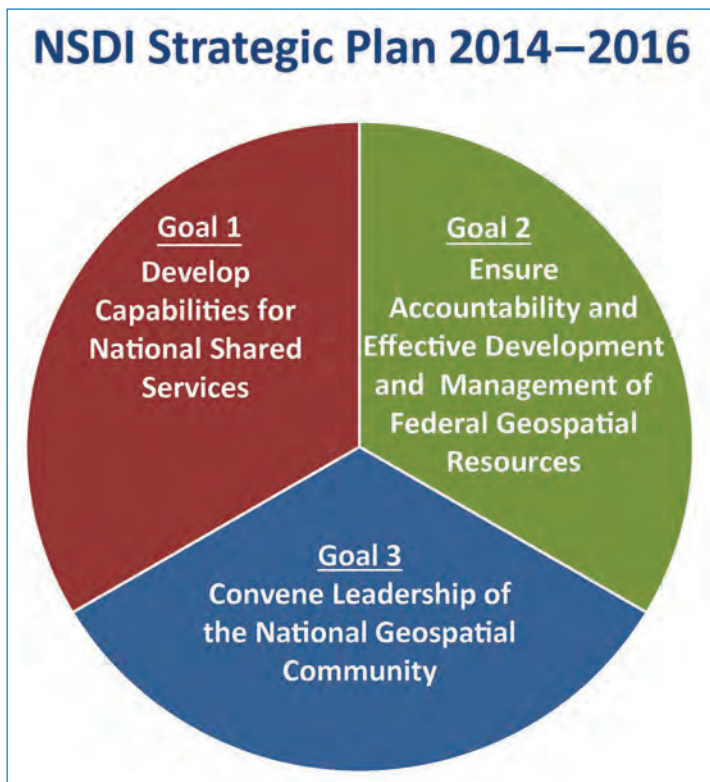 NSDI Strategic Plan 2014–2016
Goal 1
Develop
Capabilities for
National Shared
Services
Goal 2
Ensure
Accountability and
Effective Development
and Management of
Federal Geospatial
Resources
Goal 3
Convene Leadership of
the National Geospatial
Community